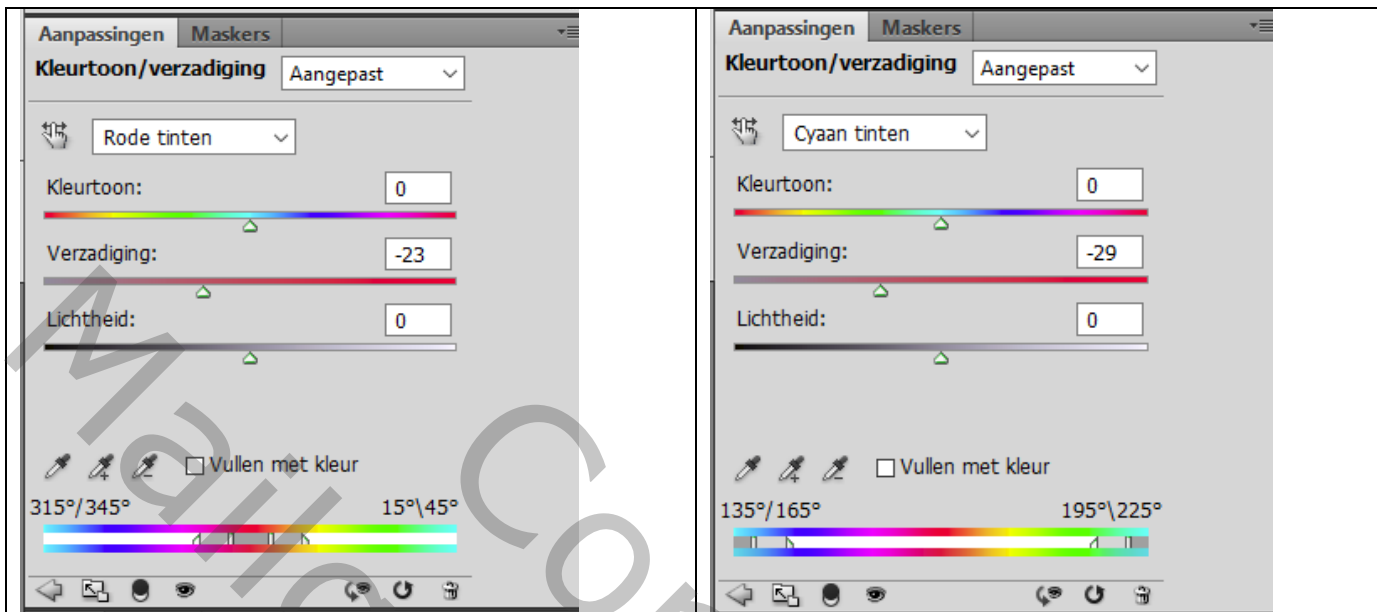 Aanpassingen Maskers
Kleurtoon/verzadiging Aangepast
Rode tinten
Kleurtoon: 0
Verzadiging: -23
Lichtheid: 0
Vullen met kleur
315°/345° 15°\45°
Aanpassingen Maskers
Kleurtoon/verzadiging Aangepast
Cyaan tinten
Kleurtoon: 0
Verzadiging: -29
Lichtheid: 0
Vullen met kleur
135°/165° 195°\225°